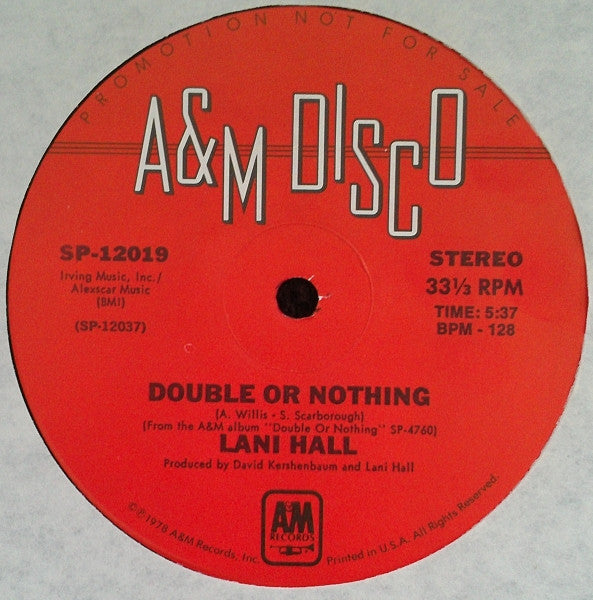 PROMOTION NOT FOR SALE
A&M DISCO
SP-12019
Irving Music, Inc./
Alexscar Music
(BMI)
(SP-12037)
STEREO
33⅓ RPM
TIME: 5:37
BPM - 128
DOUBLE OR NOTHING
(A. Willis - S. Scarborough)
(From the A&M album "Double Or Nothing" SP-4760)
LANI HALL
Produced by David Kershenbaum and Lani Hall
A&M
RECORDS
©℗1978 A&M Records, Inc.
Printed in U.S.A. All Rights Reserved.